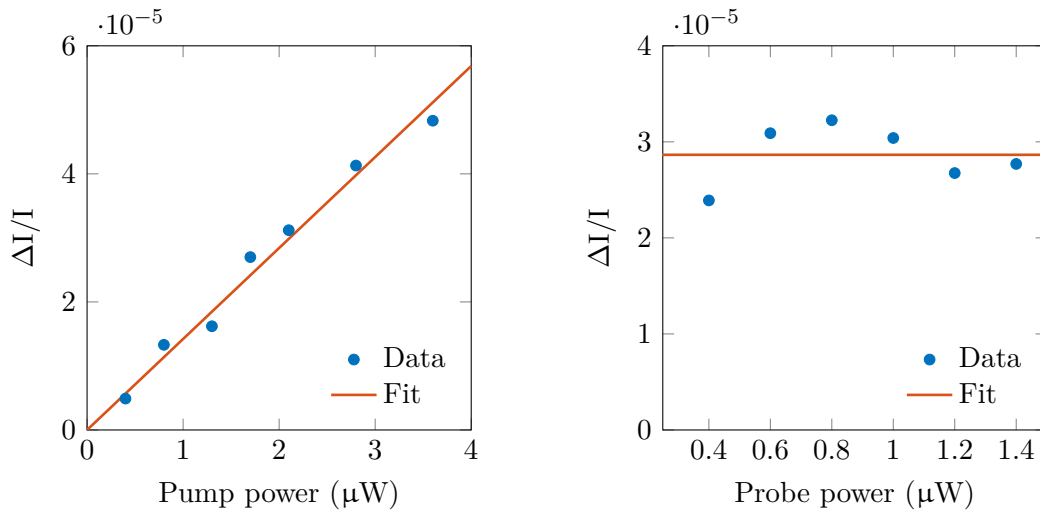 ·10⁻⁵
6
4
2
0
0 1 2 3 4
ΔI/I
Pump power (μW)
Data
Fit
·10⁻⁵
4
3
2
1
0
0.4 0.6 0.8 1 1.2 1.4
ΔI/I
Probe power (μW)
Data
Fit